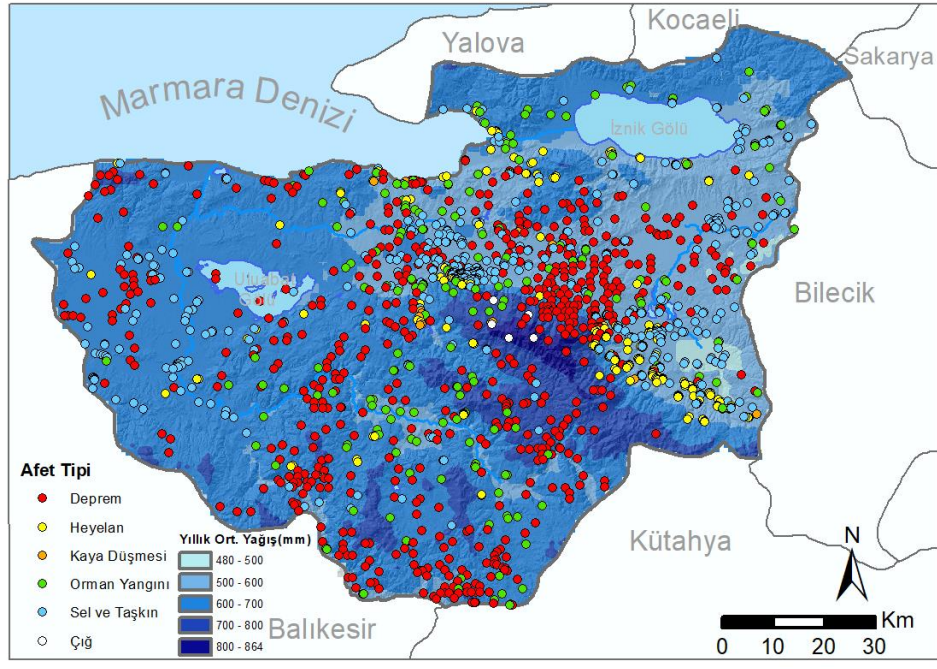 Kocaeli
Yalova
Sakarya
Marmara Denizi
İznik Gölü
Uluabat
Gölü
Bilecik
Kütahya
Balıkesir
Afet Tipi
Deprem
Heyelan
Kaya Düşmesi
Orman Yangını
Sel ve Taşkın
Çığ
Yıllık Ort. Yağış(mm)
480 - 500
500 - 600
600 - 700
700 - 800
800 - 864
N
Km
0 10 20 30